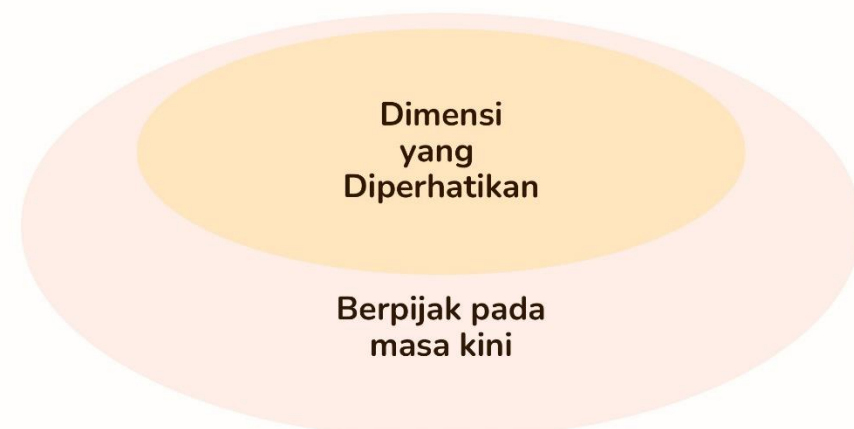 Dimensi
yang
Diperhatikan
Berpijak pada
masa kini